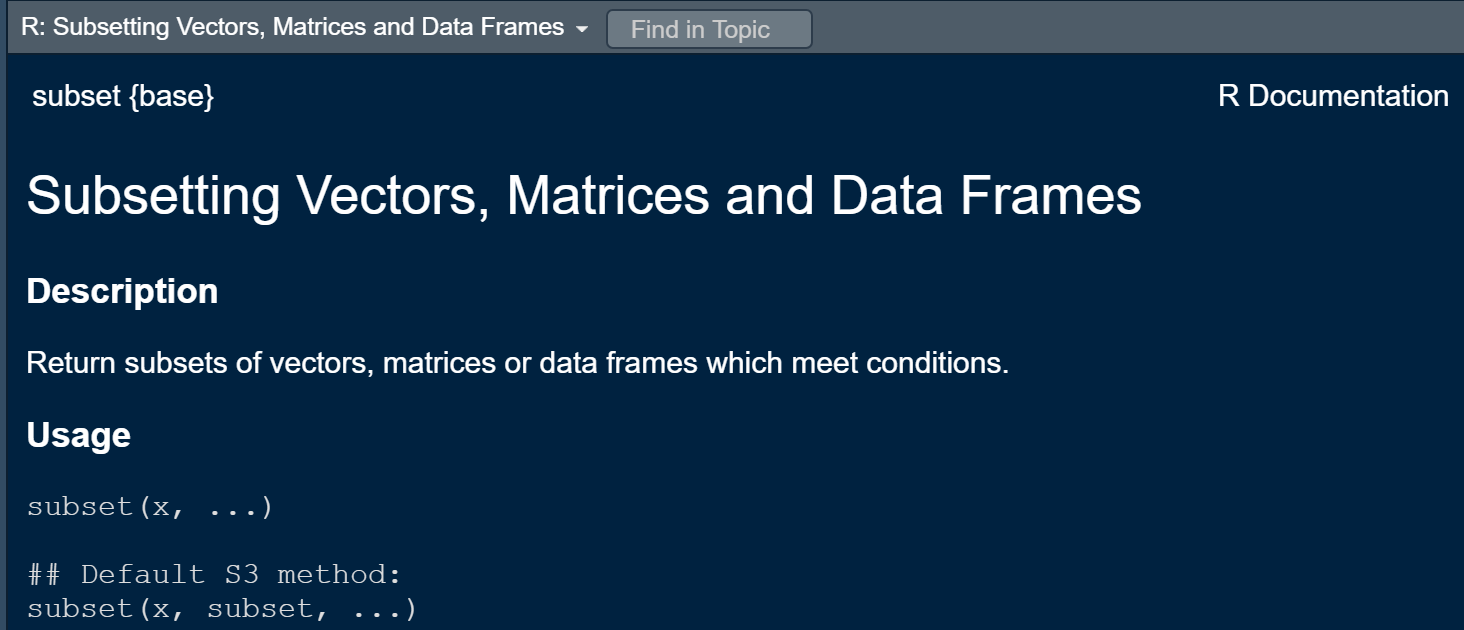 R: Subsetting Vectors, Matrices and Data Frames
Find in Topic
subset {base}
R Documentation
Subsetting Vectors, Matrices and Data Frames
Description
Return subsets of vectors, matrices or data frames which meet conditions.
Usage
subset(x, ...)
## Default S3 method:
subset(x, subset, ...)